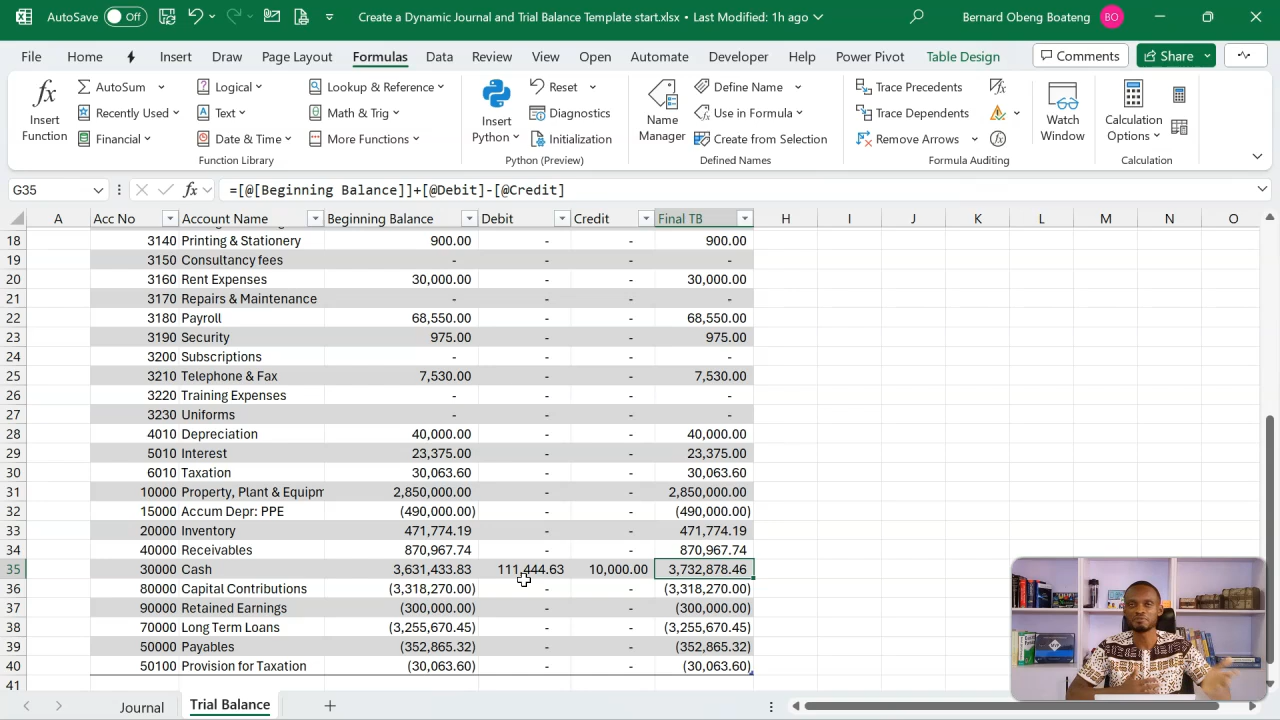 AutoSave Off Create a Dynamic Journal and Trial Balance Template start.xlsx • Last Modified: 1h ago Bernard Obeng Boateng BO
File Home Insert Draw Page Layout Formulas Data Review View Open Automate Developer Help Power Pivot Table Design Comments Share
Insert Function
AutoSum
Recently Used
Financial
Logical
Text
Date & Time
Lookup & Reference
Math & Trig
More Functions
Function Library
Insert Python
Reset
Diagnostics
Initialization
Python (Preview)
Name Manager
Define Name
Use in Formula
Create from Selection
Defined Names
Trace Precedents
Trace Dependents
Remove Arrows
Formula Auditing
Watch Window
Calculation Options
Calculation
G35 fx =[@[Beginning Balance]]+[@Debit]-[@Credit]
A Acc No Account Name Beginning Balance Debit Credit Final TB H I J K L M N O
18 3140 Printing & Stationery 900.00 - - 900.00
19 3150 Consultancy fees - - - -
20 3160 Rent Expenses 30,000.00 - - 30,000.00
21 3170 Repairs & Maintenance - - - -
22 3180 Payroll 68,550.00 - - 68,550.00
23 3190 Security 975.00 - - 975.00
24 3200 Subscriptions - - - -
25 3210 Telephone & Fax 7,530.00 - - 7,530.00
26 3220 Training Expenses - - - -
27 3230 Uniforms - - - -
28 4010 Depreciation 40,000.00 - - 40,000.00
29 5010 Interest 23,375.00 - - 23,375.00
30 6010 Taxation 30,063.60 - - 30,063.60
31 10000 Property, Plant & Equipm 2,850,000.00 - - 2,850,000.00
32 15000 Accum Depr: PPE (490,000.00) - - (490,000.00)
33 20000 Inventory 471,774.19 - - 471,774.19
34 40000 Receivables 870,967.74 - - 870,967.74
35 30000 Cash 3,631,433.83 111,444.63 10,000.00 3,732,878.46
36 80000 Capital Contributions (3,318,270.00) - - (3,318,270.00)
37 90000 Retained Earnings (300,000.00) - - (300,000.00)
38 70000 Long Term Loans (3,255,670.45) - - (3,255,670.45)
39 50000 Payables (352,865.32) - - (352,865.32)
40 50100 Provision for Taxation (30,063.60) - - (30,063.60)
41
Journal Trial Balance